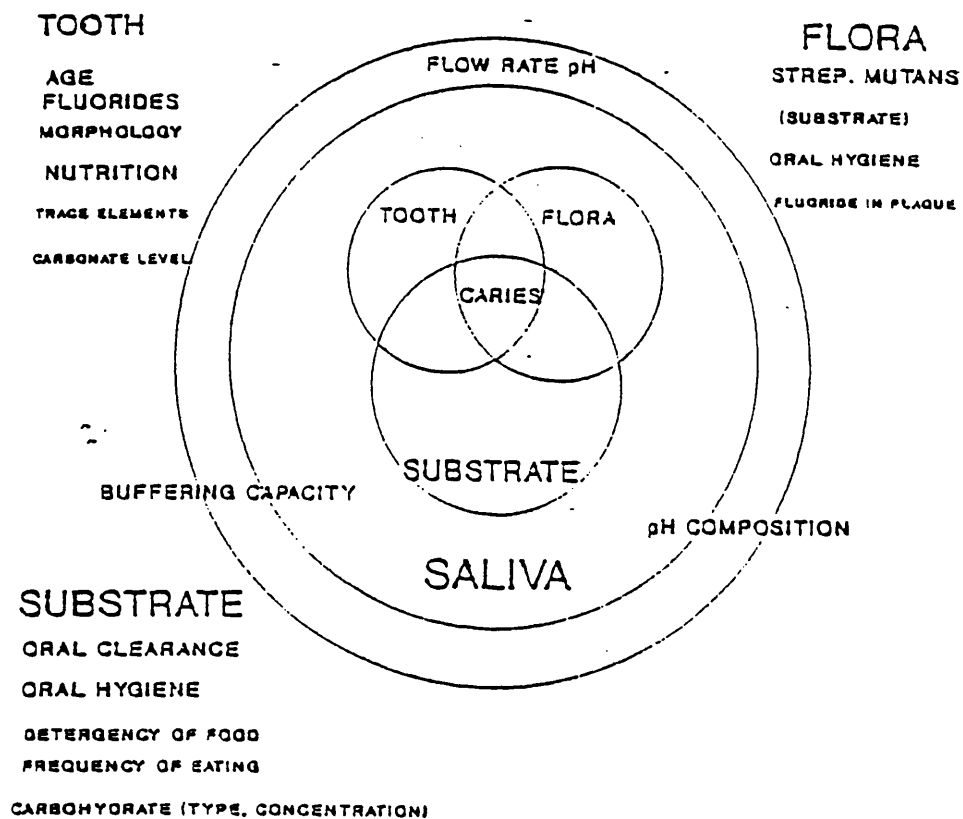 TOOTH
AGE
FLUORIDES
MORPHOLOGY
NUTRITION
TRACE ELEMENTS
CARBONATE LEVEL
FLORA
STREP. MUTANS
(SUBSTRATE)
ORAL HYGIENE
FLUORIDE IN PLAQUE
FLOW RATE pH
TOOTH
FLORA
CARIES
SUBSTRATE
BUFFERING CAPACITY
pH COMPOSITION
SALIVA
SUBSTRATE
ORAL CLEARANCE
ORAL HYGIENE
DETERGENCY OF FOOD
FREQUENCY OF EATING
CARBOHYDRATE (TYPE, CONCENTRATION)